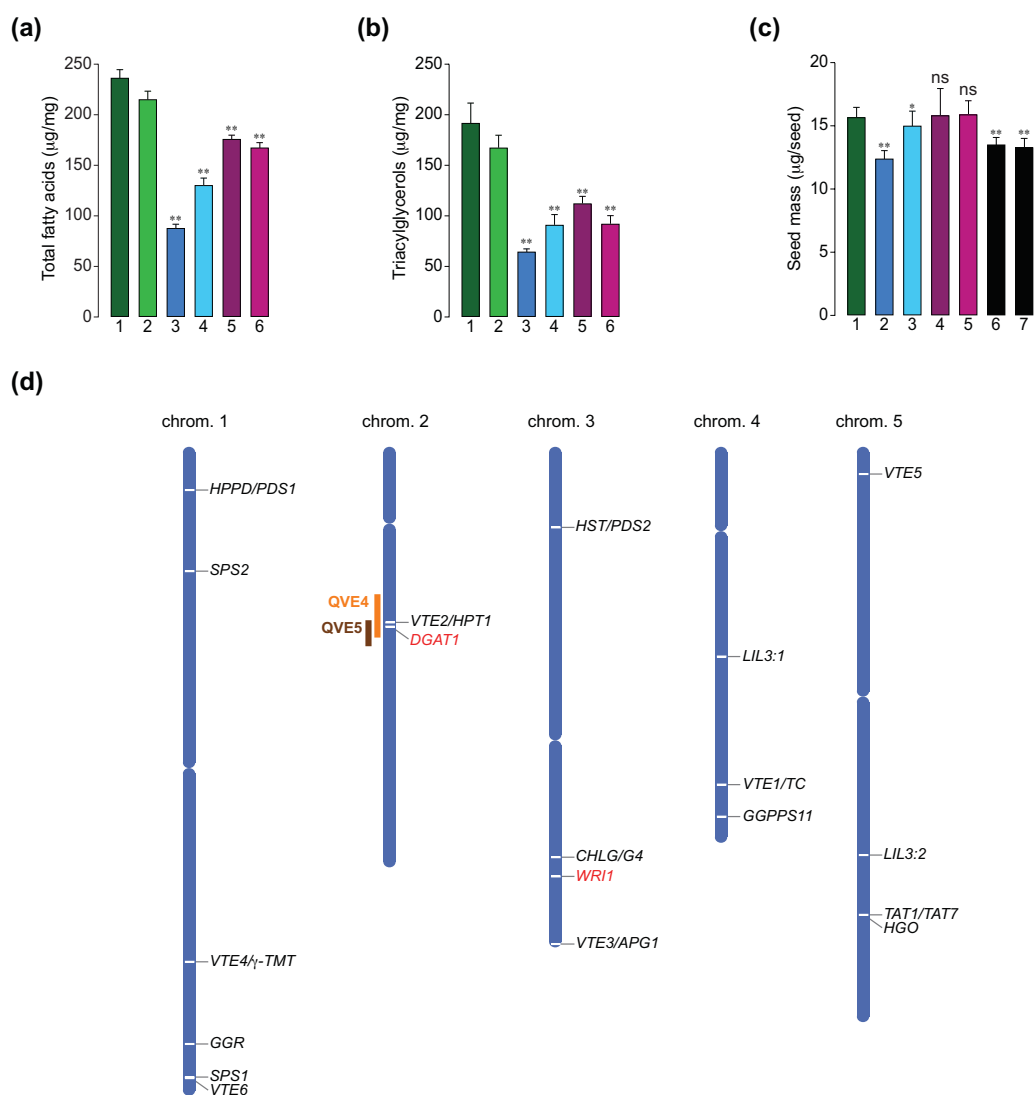 (a)
Total fatty acids (µg/mg)
250
200
150
100
50
0
**
**
**
**
1 2 3 4 5 6
(b)
Triacylglycerols (µg/mg)
250
200
150
100
50
0
**
**
**
**
1 2 3 4 5 6
(c)
Seed mass (µg/seed)
20
15
10
5
0
**
*
ns
ns
**
**
1 2 3 4 5 6 7
(d)
chrom. 1
HPPD/PDS1
SPS2
VTE4/γ-TMT
GGR
SPS1
VTE6
chrom. 2
QVE4
QVE5
VTE2/HPT1
DGAT1
chrom. 3
HST/PDS2
CHLG/G4
WRI1
VTE3/APG1
chrom. 4
LIL3:1
VTE1/TC
GGPPS11
chrom. 5
VTE5
LIL3:2
TAT1/TAT7
HGO